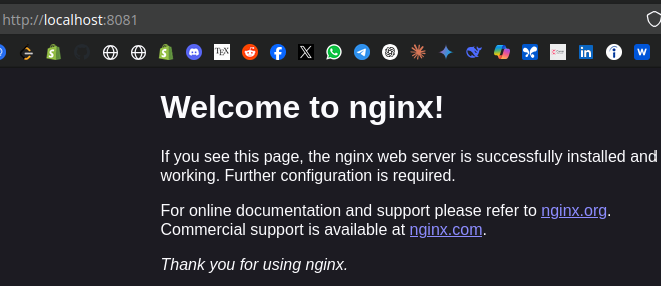 http://localhost:8081
TEX
Welcome to nginx!
If you see this page, the nginx web server is successfully installed and
working. Further configuration is required.
For online documentation and support please refer to nginx.org.
Commercial support is available at nginx.com.
Thank you for using nginx.